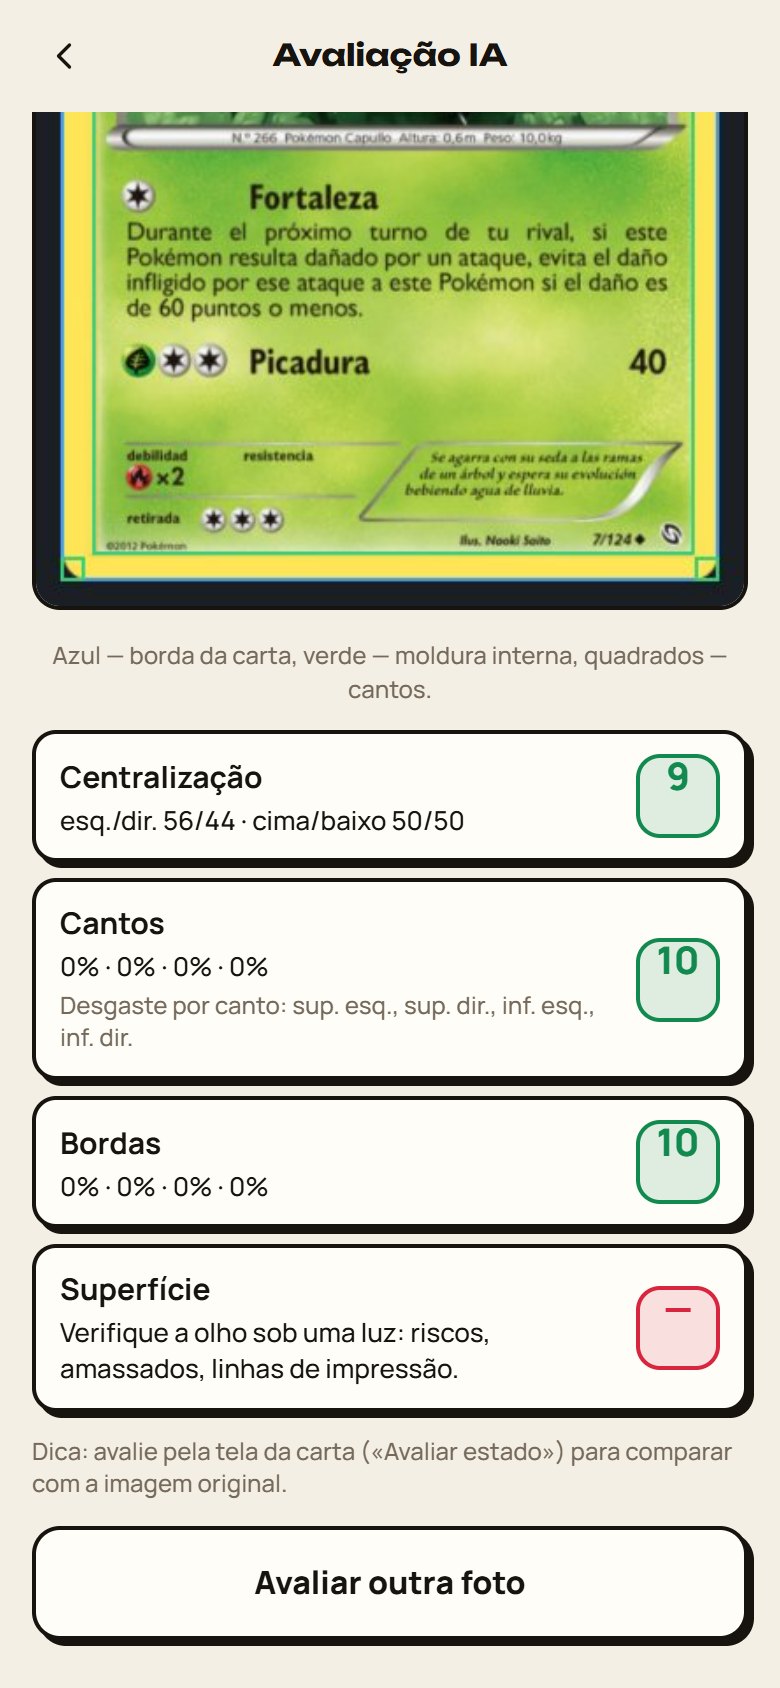 Avaliação IA
N.º 266 Pokémon Capullo Altura: 0,6m Peso: 10,0kg
Fortaleza
Durante el próximo turno de tu rival, si este
Pokémon resulta dañado por un ataque, evita el daño
infligido por ese ataque a este Pokémon si el daño es
de 60 puntos o menos.
Picadura 40
debilidad resistencia
×2
Se agarra con su seda a las ramas
de un árbol y espera su evolución
bebiendo agua de lluvia.
retirada
©2012 Pokémon
Ilus. Naoki Saito 7/124
Azul — borda da carta, verde — moldura interna, quadrados —
cantos.
Centralização
esq./dir. 56/44 · cima/baixo 50/50
9
Cantos
0% · 0% · 0% · 0%
Desgaste por canto: sup. esq., sup. dir., inf. esq.,
inf. dir.
10
Bordas
0% · 0% · 0% · 0%
10
Superfície
Verifique a olho sob uma luz: riscos,
amassados, linhas de impressão.
—
Dica: avalie pela tela da carta («Avaliar estado») para comparar
com a imagem original.
Avaliar outra foto